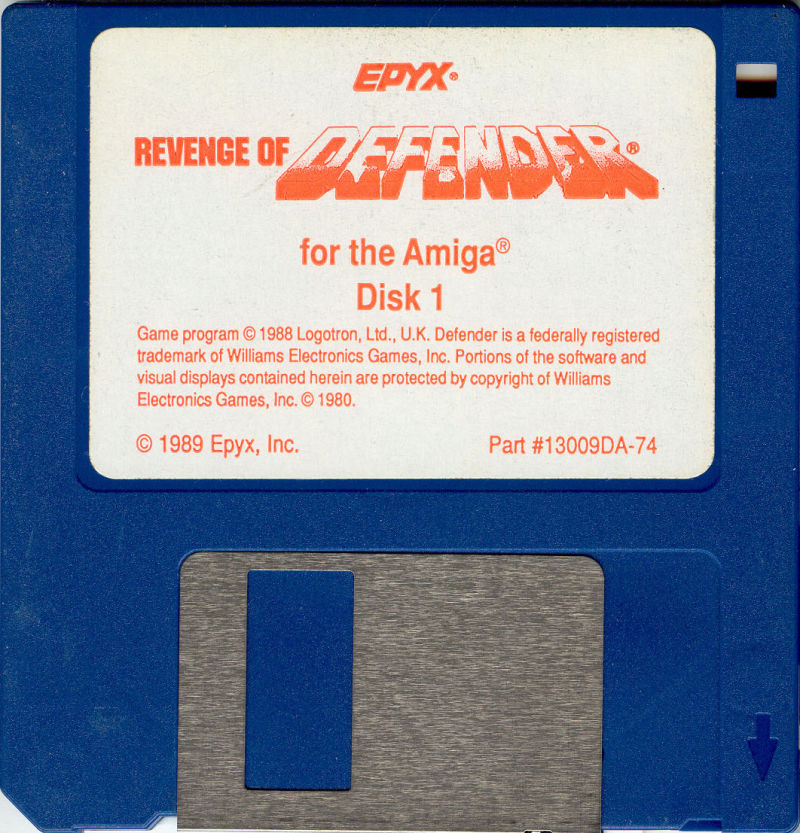 EPYX®
REVENGE OF DEFENDER®
for the Amiga®
Disk 1
Game program © 1988 Logotron, Ltd., U.K. Defender is a federally registered
trademark of Williams Electronics Games, Inc. Portions of the software and
visual displays contained herein are protected by copyright of Williams
Electronics Games, Inc. © 1980.
© 1989 Epyx, Inc. Part #13009DA-74